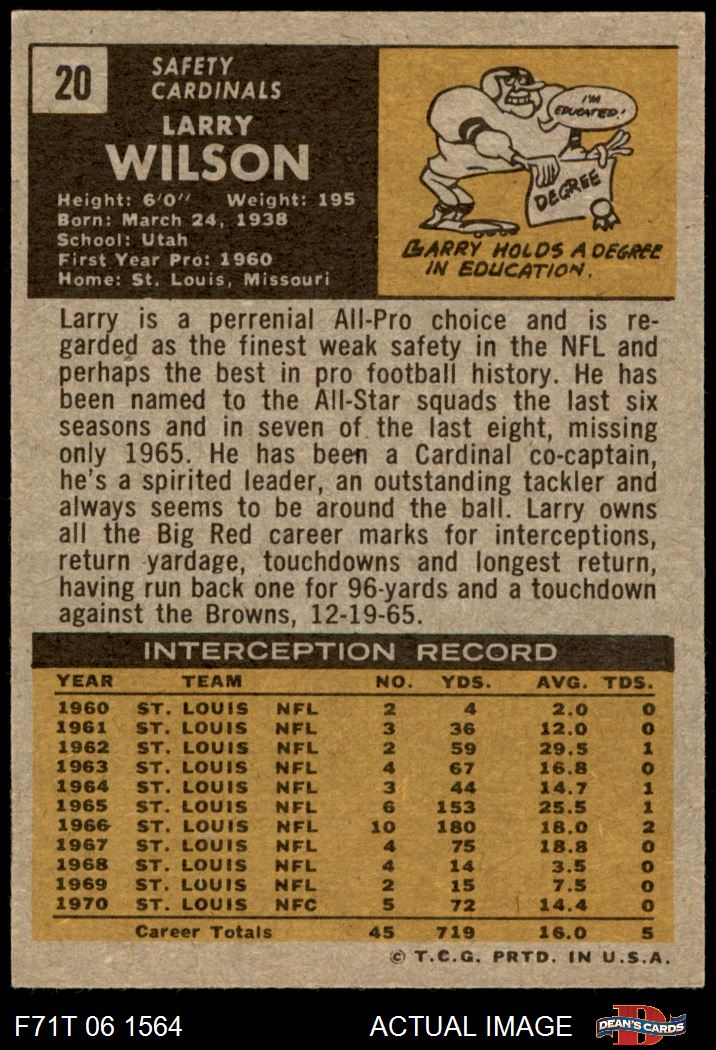 20
SAFETY
CARDINALS
LARRY
WILSON
Height: 6'0" Weight: 195
Born: March 24, 1938
School: Utah
First Year Pro: 1960
Home: St. Louis, Missouri
I'M
EDUCATED!
DEGREE
LARRY HOLDS A DEGREE
IN EDUCATION.
Larry is a perrenial All-Pro choice and is re-
garded as the finest weak safety in the NFL and
perhaps the best in pro football history. He has
been named to the All-Star squads the last six
seasons and in seven of the last eight, missing
only 1965. He has been a Cardinal co-captain,
he's a spirited leader, an outstanding tackler and
always seems to be around the ball. Larry owns
all the Big Red career marks for interceptions,
return yardage, touchdowns and longest return,
having run back one for 96-yards and a touchdown
against the Browns, 12-19-65.
INTERCEPTION RECORD
YEAR TEAM NO. YDS. AVG. TDS.
1960 ST. LOUIS NFL 2 4 2.0 0
1961 ST. LOUIS NFL 3 36 12.0 0
1962 ST. LOUIS NFL 2 59 29.5 1
1963 ST. LOUIS NFL 4 67 16.8 0
1964 ST. LOUIS NFL 3 44 14.7 1
1965 ST. LOUIS NFL 6 153 25.5 1
1966 ST. LOUIS NFL 10 180 18.0 2
1967 ST. LOUIS NFL 4 75 18.8 0
1968 ST. LOUIS NFL 4 14 3.5 0
1969 ST. LOUIS NFL 2 15 7.5 0
1970 ST. LOUIS NFC 5 72 14.4 0
Career Totals 45 719 16.0 5
© T.C.G. PRTD. IN U.S.A.
F71T 06 1564 ACTUAL IMAGE D DEAN'S CARDS